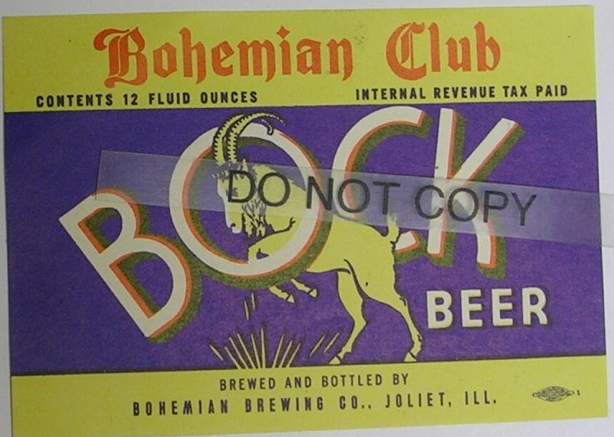 Bohemian Club
CONTENTS 12 FLUID OUNCES INTERNAL REVENUE TAX PAID
BOCK
DO NOT COPY
BEER
BREWED AND BOTTLED BY
BOHEMIAN BREWING CO., JOLIET, ILL.